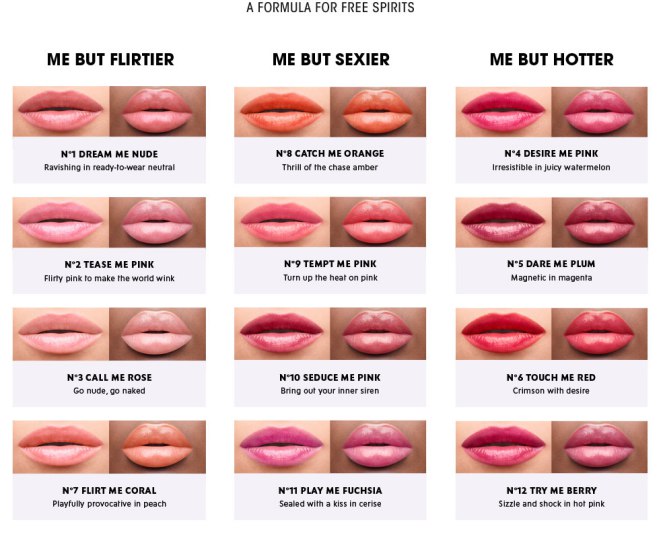 A FORMULA FOR FREE SPIRITS
ME BUT FLIRTIER
N°1 DREAM ME NUDE
Ravishing in ready-to-wear neutral
N°2 TEASE ME PINK
Flirty pink to make the world wink
N°3 CALL ME ROSE
Go nude, go naked
N°7 FLIRT ME CORAL
Playfully provocative in peach
ME BUT SEXIER
N°8 CATCH ME ORANGE
Thrill of the chase amber
N°9 TEMPT ME PINK
Turn up the heat on pink
N°10 SEDUCE ME PINK
Bring out your inner siren
N°11 PLAY ME FUCHSIA
Sealed with a kiss in cerise
ME BUT HOTTER
N°4 DESIRE ME PINK
Irresistible in juicy watermelon
N°5 DARE ME PLUM
Magnetic in magenta
N°6 TOUCH ME RED
Crimson with desire
N°12 TRY ME BERRY
Sizzle and shock in hot pink